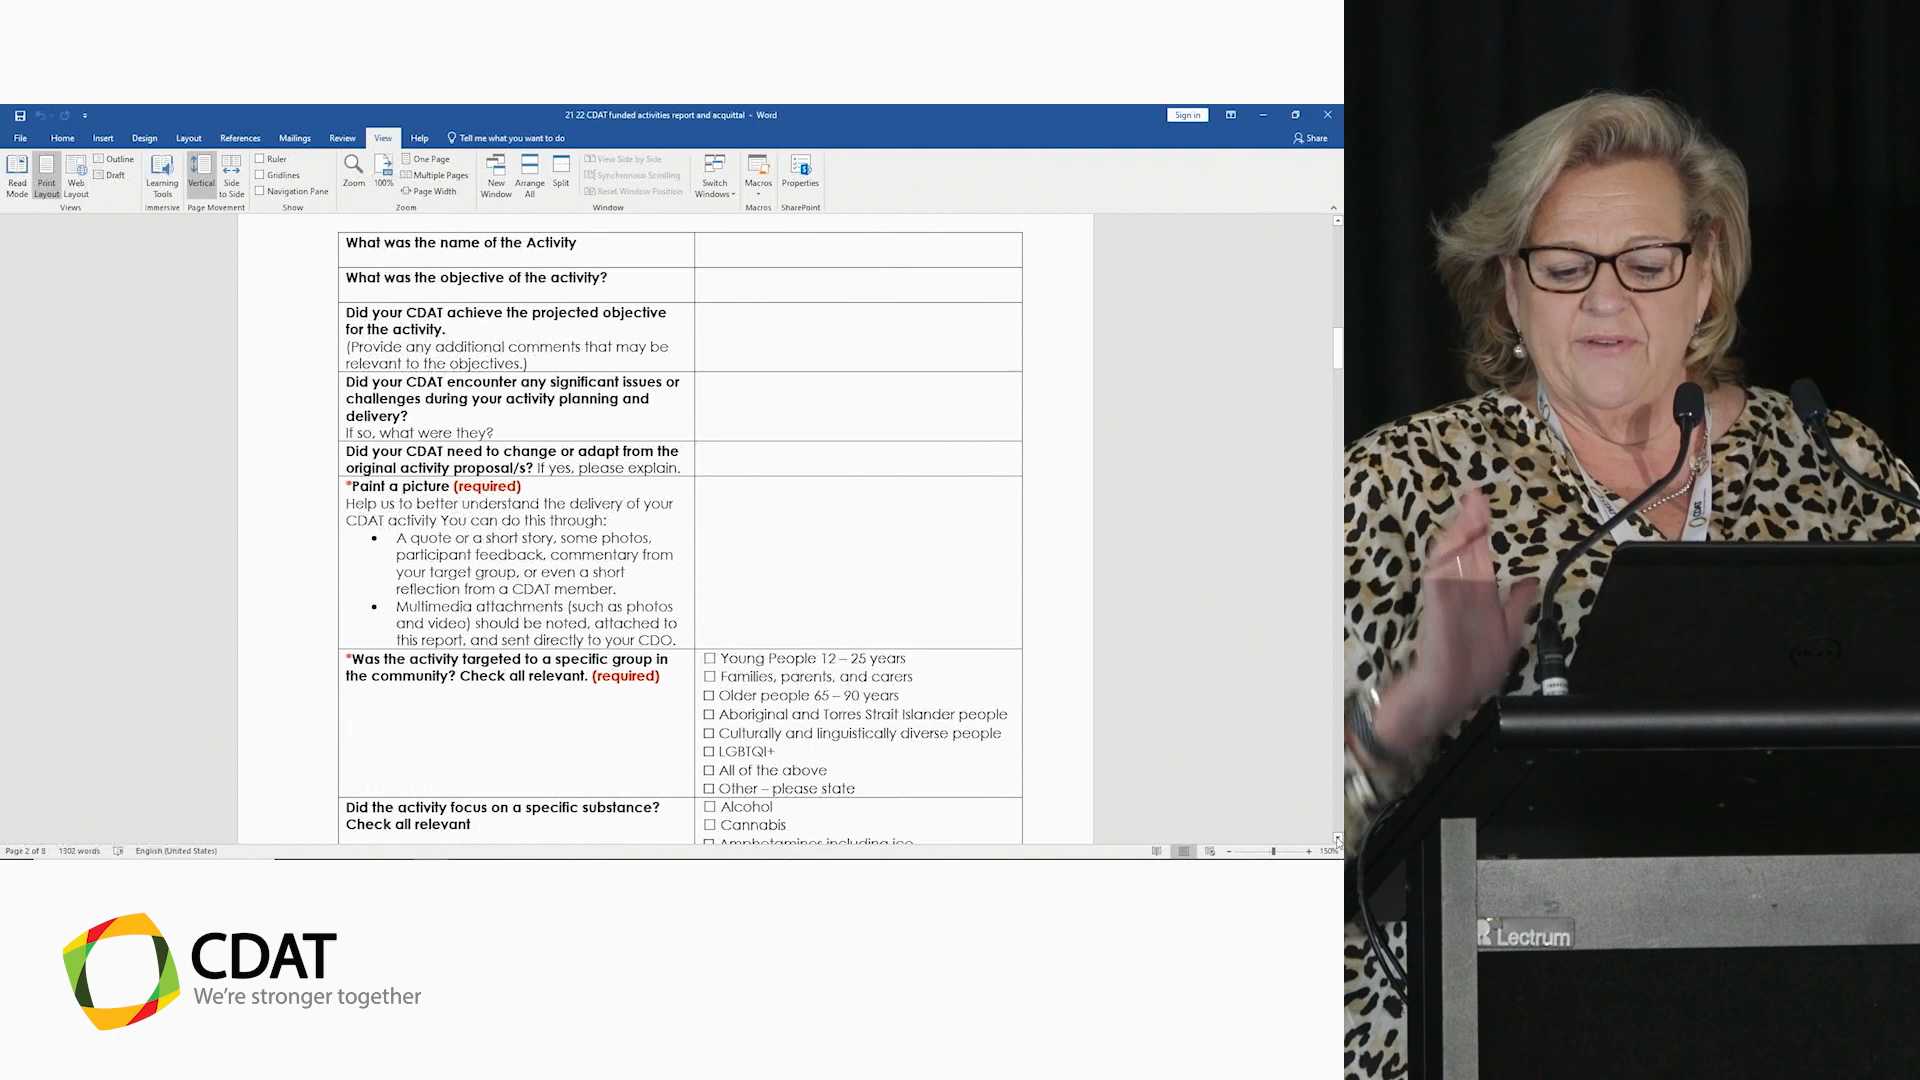 21 22 CDAT funded activities report and acquittal - Word
Sign in
File Home Insert Design Layout References Mailings Review View Help Tell me what you want to do
Share
Read Mode
Print Layout
Web Layout
Outline
Draft
Views
Learning Tools
Immersive
Vertical
Side to Side
Page Movement
Ruler
Gridlines
Navigation Pane
Show
Zoom
100%
One Page
Multiple Pages
Page Width
Zoom
New Window
Arrange All
Split
View Side by Side
Synchronous Scrolling
Reset Window Position
Window
Switch Windows
Macros
Macros
Properties
SharePoint
What was the name of the Activity
What was the objective of the activity?
Did your CDAT achieve the projected objective
for the activity.
(Provide any additional comments that may be
relevant to the objectives.)
Did your CDAT encounter any significant issues or
challenges during your activity planning and
delivery?
If so, what were they?
Did your CDAT need to change or adapt from the
original activity proposal/s? If yes, please explain.
*Paint a picture (required)
Help us to better understand the delivery of your
CDAT activity You can do this through:
• A quote or a short story, some photos,
participant feedback, commentary from
your target group, or even a short
reflection from a CDAT member.
• Multimedia attachments (such as photos
and video) should be noted, attached to
this report, and sent directly to your CDO.
*Was the activity targeted to a specific group in
the community? Check all relevant. (required)
☐ Young People 12 – 25 years
☐ Families, parents, and carers
☐ Older people 65 – 90 years
☐ Aboriginal and Torres Strait Islander people
☐ Culturally and linguistically diverse people
☐ LGBTQI+
☐ All of the above
☐ Other – please state
Did the activity focus on a specific substance?
Check all relevant
☐ Alcohol
☐ Cannabis
☐ Amphetamines including ice
Page 2 of 8 1302 words English (United States)
150%
CDAT
We're stronger together
Lectrum
DELL